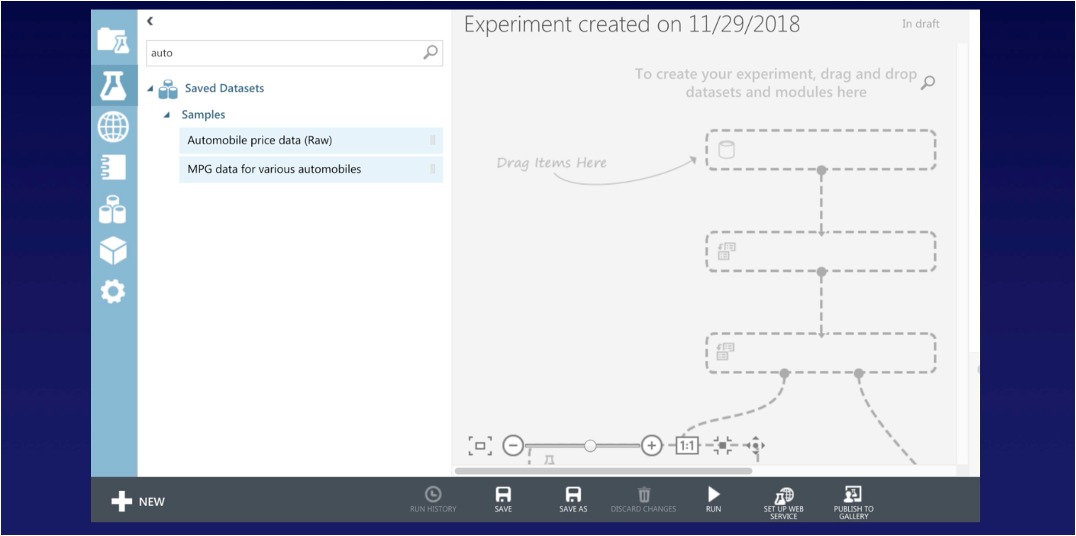 Experiment created on 11/29/2018
In draft
auto
To create your experiment, drag and drop
datasets and modules here
Saved Datasets
Samples
Automobile price data (Raw)
MPG data for various automobiles
Drag Items Here
1:1
NEW
RUN HISTORY
SAVE
SAVE AS
DISCARD CHANGES
RUN
SET UP WEB
SERVICE
PUBLISH TO
GALLERY